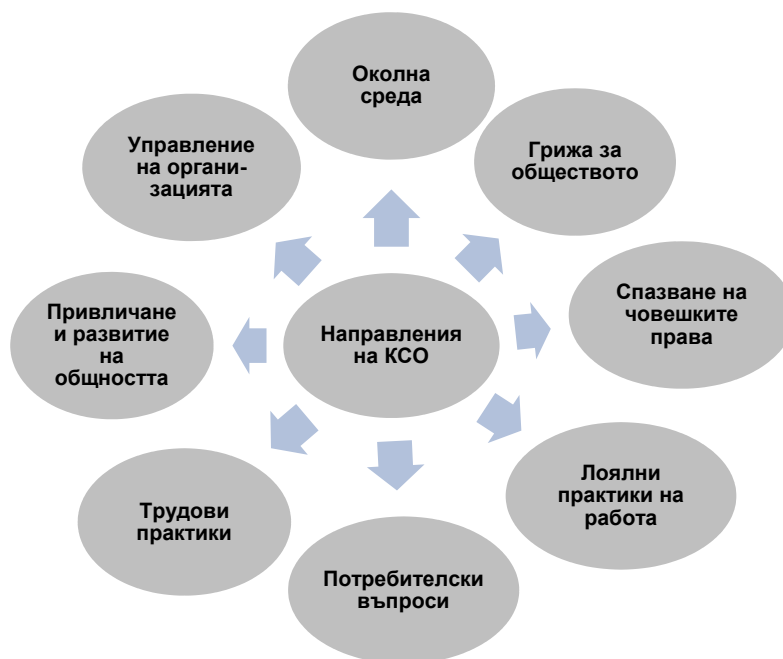 Околна
среда
Грижа за
обществото
Спазване на
човешките
права
Лоялни
практики на
работа
Потребителски
въпроси
Трудови
практики
Привличане
и развитие
на
общността
Управление
на органи-
зацията
Направления
на КСО